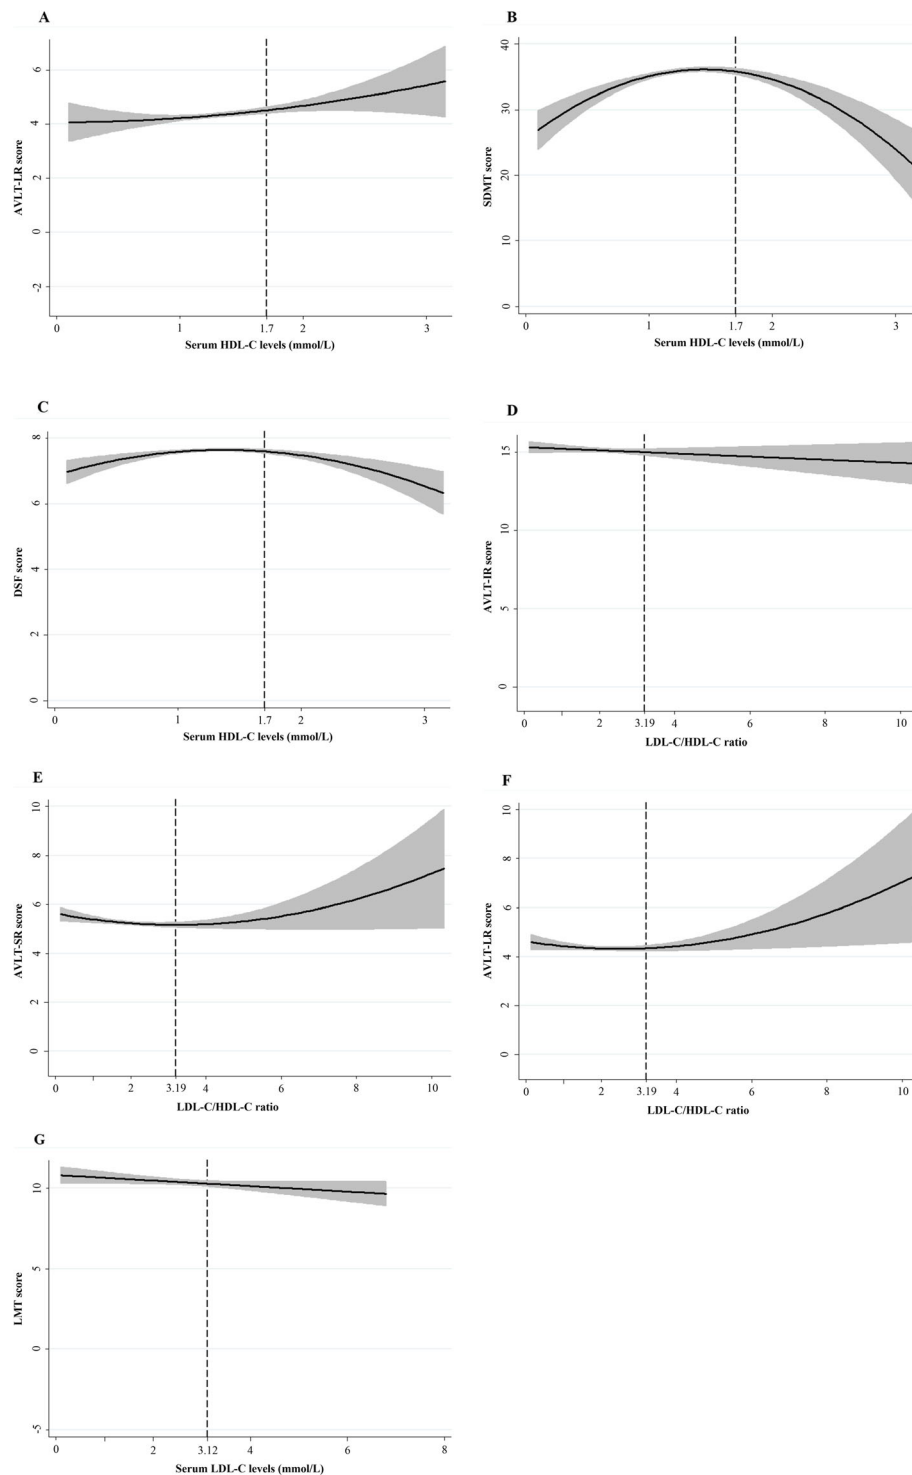 A
AVLT-LR score
6
4
2
0
-2
0 1 1.7 2 3
Serum HDL-C levels (mmol/L)
B
SDMT score
40
30
20
10
0
0 1 1.7 2 3
Serum HDL-C levels (mmol/L)
C
DSF score
8
6
4
2
0
0 1 1.7 2 3
Serum HDL-C levels (mmol/L)
D
AVLT-IR score
15
10
5
0
0 2 3.19 4 6 8 10
LDL-C/HDL-C ratio
E
AVLT-SR score
10
8
6
4
2
0
0 2 3.19 4 6 8 10
LDL-C/HDL-C ratio
F
AVLT-LR score
10
8
6
4
2
0
0 2 3.19 4 6 8 10
LDL-C/HDL-C ratio
G
LMT score
10
5
0
-5
0 2 3.12 4 6 8
Serum LDL-C levels (mmol/L)